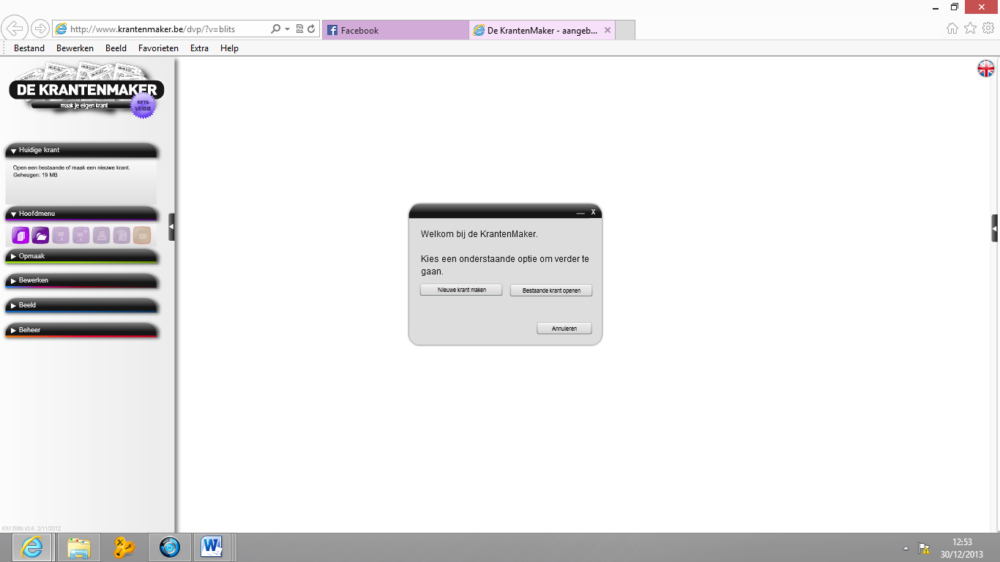 http://www.krantenmaker.be/dvp/?v=blits
Facebook
De KrantenMaker - aangeb...
Bestand Bewerken Beeld Favorieten Extra Help
DE KRANTENMAKER
maak je eigen krant
BETA
VERSIE
Huidige krant
Open een bestaande of maak een nieuwe krant.
Geheugen: 19 MB
Hoofdmenu
Opmaak
Bewerken
Beeld
Beheer
X
Welkom bij de KrantenMaker.
Kies een onderstaande optie om verder te
gaan.
Nieuwe krant maken
Bestaande krant openen
Annuleren
KM Blits v3.6 2/11/2012
12:53
30/12/2013